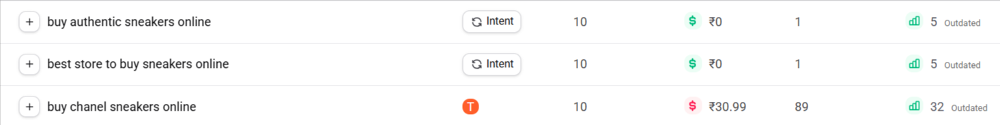 + buy authentic sneakers online Intent 10 $ ₹0 1 5 Outdated
+ best store to buy sneakers online Intent 10 $ ₹0 1 5 Outdated
+ buy chanel sneakers online T 10 $ ₹30.99 89 32 Outdated